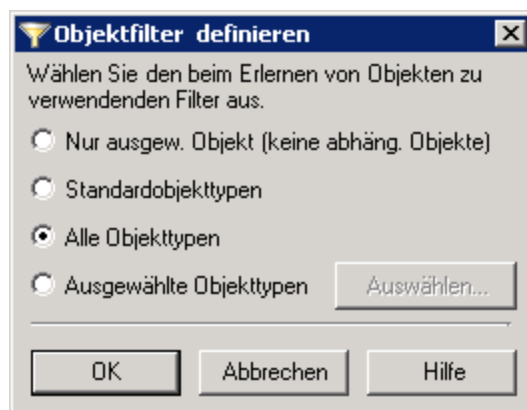 Objektfilter definieren
Wählen Sie den beim Erlernen von Objekten zu
verwendenden Filter aus.
Nur ausgew. Objekt (keine abhäng. Objekte)
Standardobjekttypen
Alle Objekttypen
Ausgewählte Objekttypen Auswählen...
OK Abbrechen Hilfe